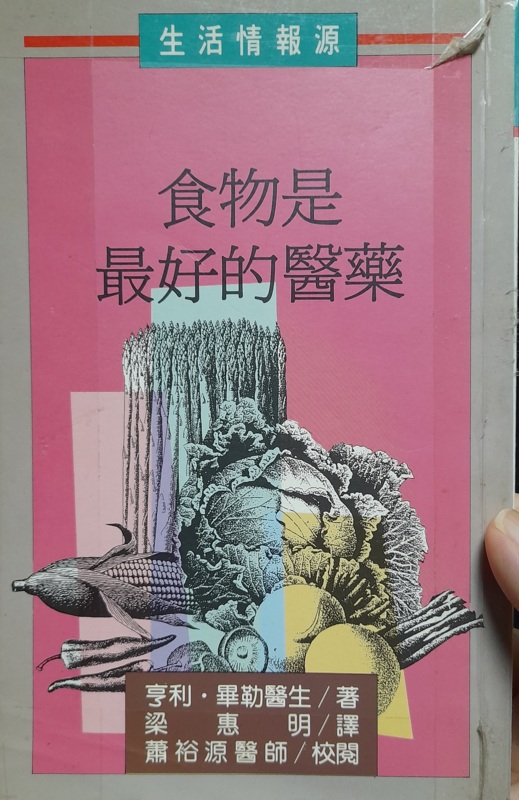 生活情報源
食物是
最好的醫藥
亨利・畢勒醫生/著
梁惠明/譯
蕭裕源醫師/校閱